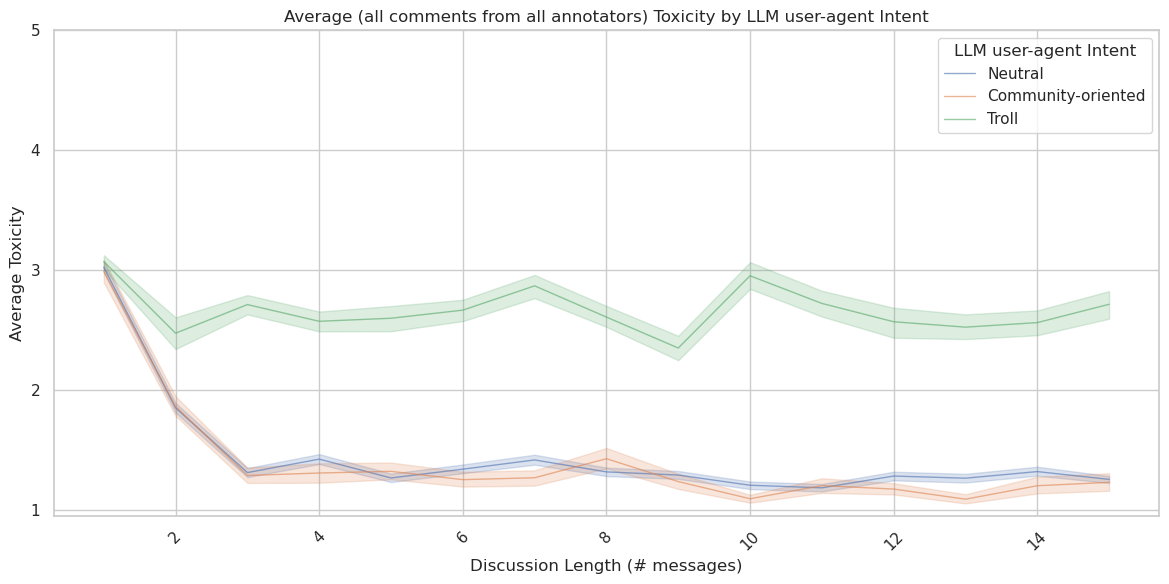 Average (all comments from all annotators) Toxicity by LLM user-agent Intent
LLM user-agent Intent
Neutral
Community-oriented
Troll
Average Toxicity
5
4
3
2
1
2
4
6
8
10
12
14
Discussion Length (# messages)